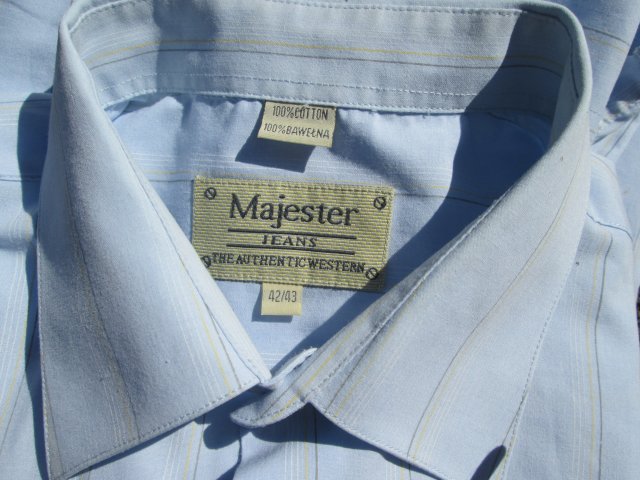 100%COTTON
100%BAWEŁNA
Majester
JEANS
THE AUTHENTIC WESTERN
42/43